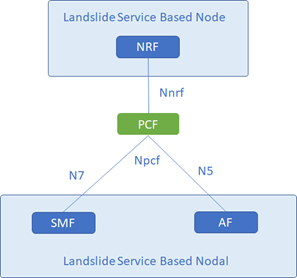 Landslide Service Based Node
NRF
Nnrf
PCF
Npcf
N7
N5
SMF
AF
Landslide Service Based Nodal